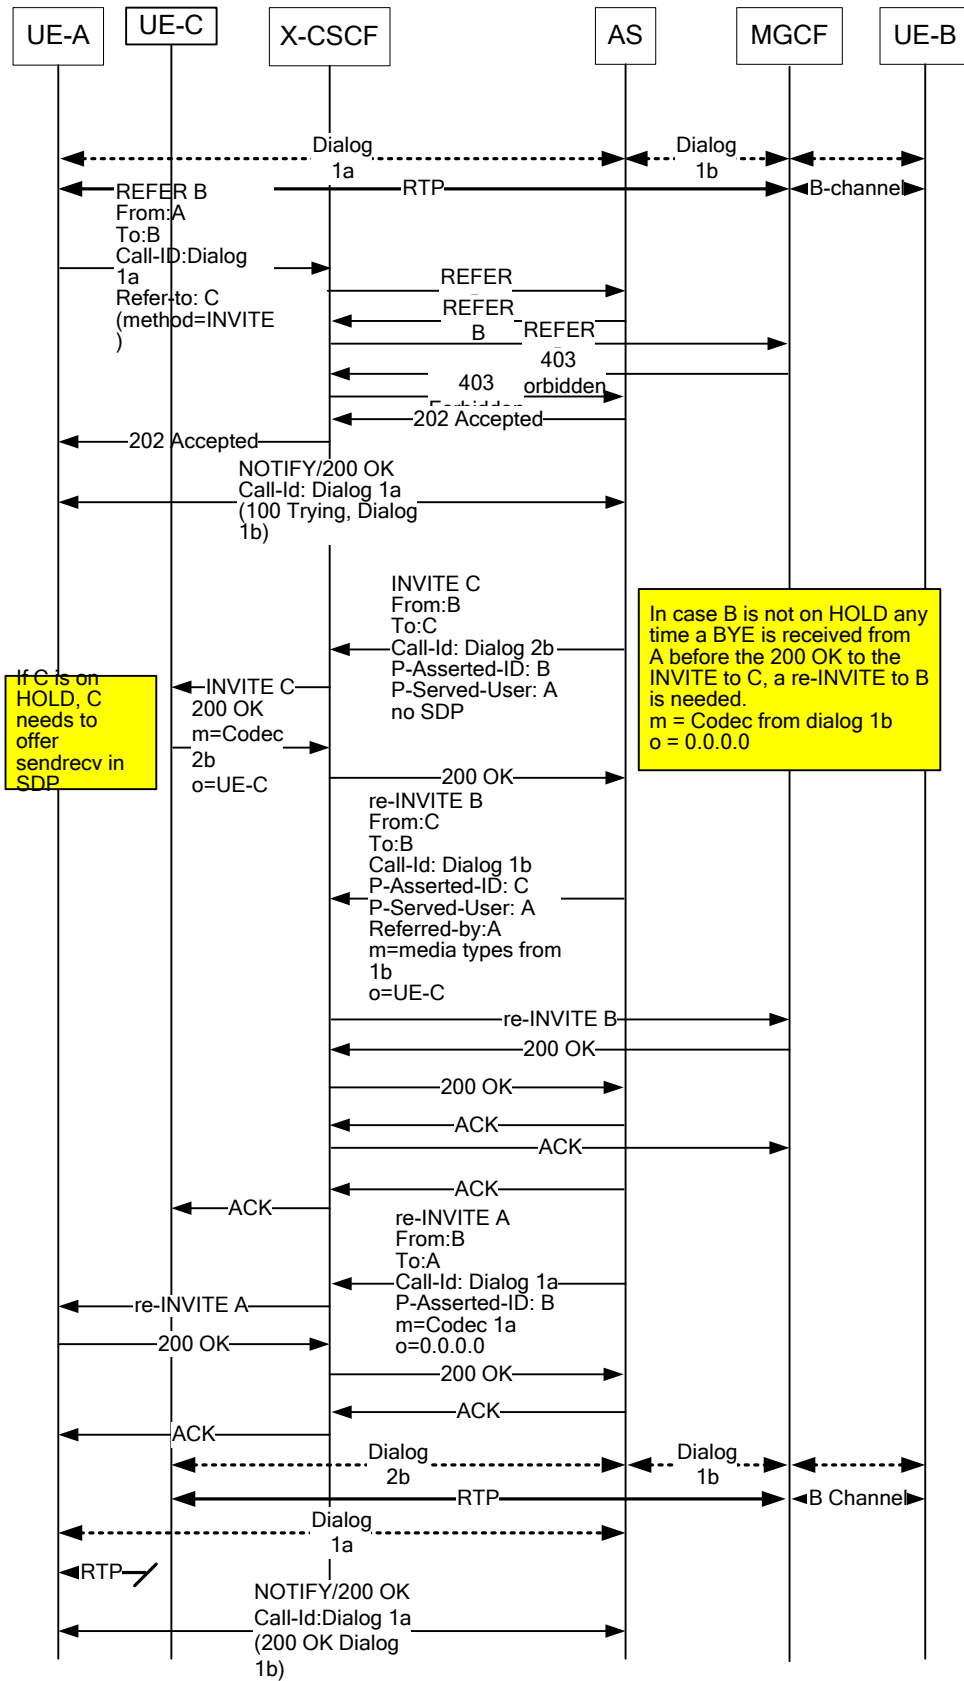 UE-A
UE-C
X-CSCF
AS
MGCF
UE-B
Dialog
1a
Dialog
1b
RTP
B-channel
REFER B
From:A
To:B
Call-ID:Dialog
1a
Refer-to: C
(method=INVITE
)
REFER
REFER
B
REFER
403
orbidden
403
202 Accepted
202 Accepted
NOTIFY/200 OK
Call-Id: Dialog 1a
(100 Trying, Dialog
1b)
INVITE C
From:B
To:C
Call-Id: Dialog 2b
P-Asserted-ID: B
P-Served-User: A
no SDP
In case B is not on HOLD any
time a BYE is received from
A before the 200 OK to the
INVITE to C, a re-INVITE to B
is needed.
m = Codec from dialog 1b
o = 0.0.0.0
If C is on
HOLD, C
needs to
offer
sendrecv in
SDP
INVITE C
200 OK
m=Codec
2b
o=UE-C
200 OK
re-INVITE B
From:C
To:B
Call-Id: Dialog 1b
P-Asserted-ID: C
P-Served-User: A
Referred-by:A
m=media types from
1b
o=UE-C
re-INVITE B
200 OK
200 OK
ACK
ACK
ACK
ACK
re-INVITE A
From:B
To:A
Call-Id: Dialog 1a
P-Asserted-ID: B
m=Codec 1a
o=0.0.0.0
re-INVITE A
200 OK
200 OK
ACK
ACK
Dialog
2b
Dialog
1b
RTP
B Channel
Dialog
1a
RTP
NOTIFY/200 OK
Call-Id:Dialog 1a
(200 OK Dialog
1b)